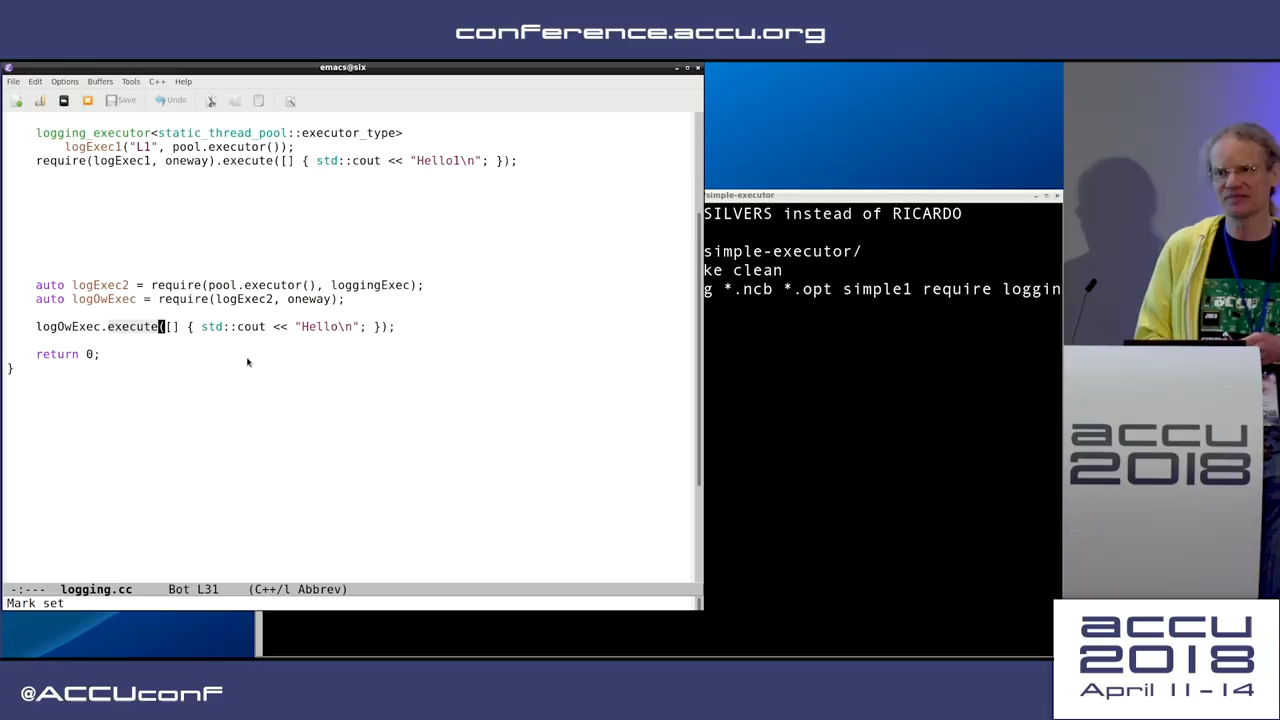 conference.accu.org
emacs@six
File Edit Options Buffers Tools C++ Help
Save Undo
logging_executor<static_thread_pool::executor_type>
logExec1("L1", pool.executor());
require(logExec1, oneway).execute([] { std::cout << "Hello1\n"; });
auto logExec2 = require(pool.executor(), loggingExec);
auto logOwExec = require(logExec2, oneway);
logOwExec.execute([] { std::cout << "Hello\n"; });
return 0;
}
-:--- logging.cc Bot L31 (C++/l Abbrev)
Mark set
simple-executor
SILVERS instead of RICARDO
simple-executor/
ke clean
g *.ncb *.opt simple1 require loggin
accu
2018
accu
2018
April 11-14
@ACCUconf